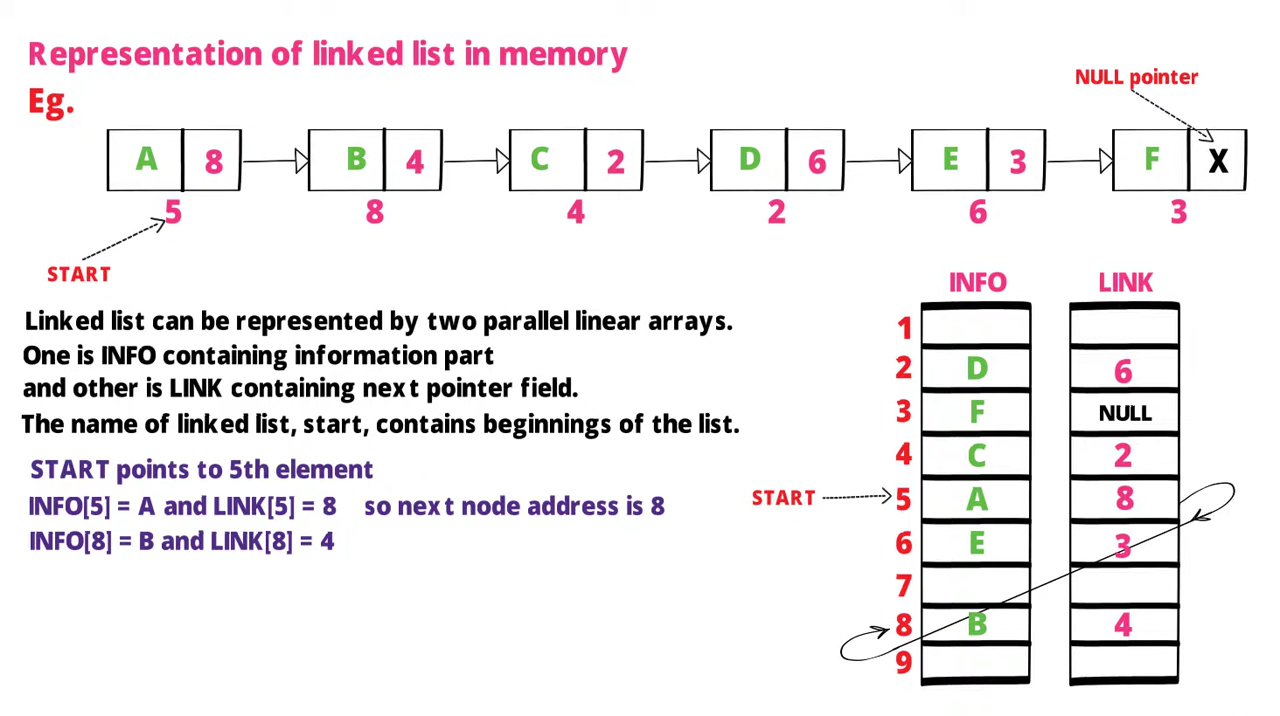 Representation of linked list in memory
Eg.
NULL pointer
A 8 B 4 C 2 D 6 E 3 F X
5 8 4 2 6 3
START
INFO LINK
Linked list can be represented by two parallel linear arrays.
One is INFO containing information part
and other is LINK containing next pointer field.
The name of linked list, start, contains beginnings of the list.
START points to 5th element
INFO[5] = A and LINK[5] = 8 so next node address is 8
INFO[8] = B and LINK[8] = 4
1
2 D 6
3 F NULL
4 C 2
START 5 A 8
6 E 3
7
8 B 4
9